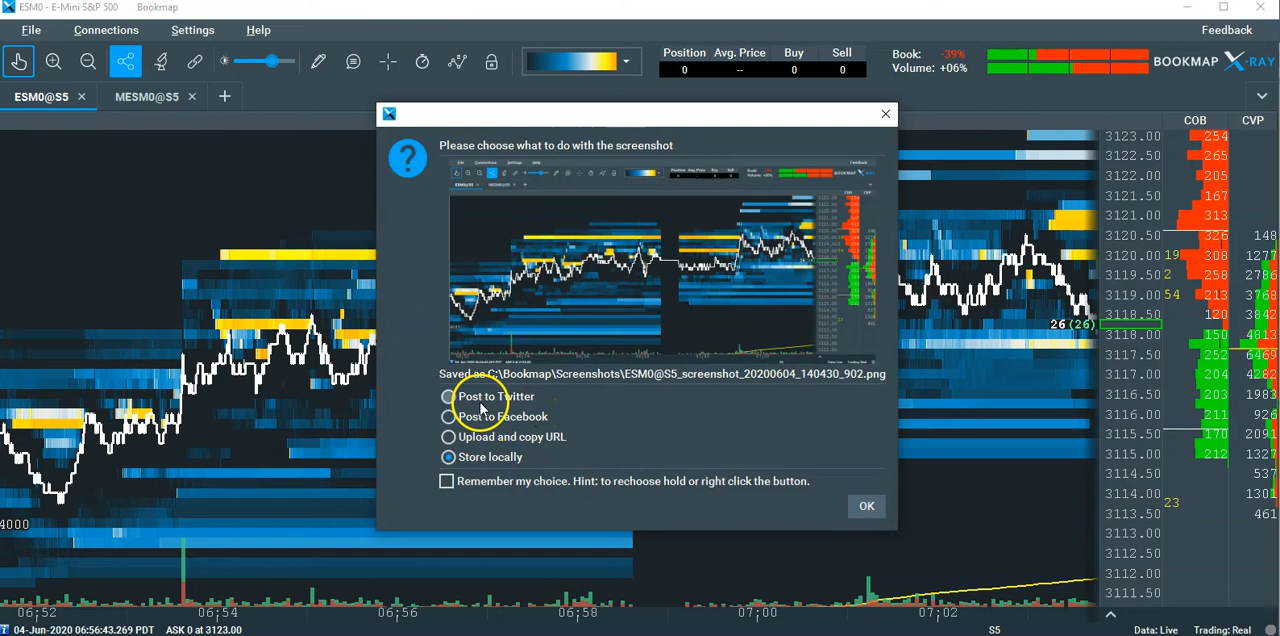 ESM0 - E-Mini S&P 500 Bookmap
File Connections Settings Help Feedback
Position Avg. Price Buy Sell
0 -- 0 0
Book: -39%
Volume: +06%
BOOKMAP X-RAY
ESM0@S5 MESM0@S5
COB CVP
Please choose what to do with the screenshot
Saved as C:\Bookmap\Screenshots\ESM0@S5_screenshot_20200604_140430_902.png
Post to Twitter
Post to Facebook
Upload and copy URL
Store locally
Remember my choice. Hint: to rechoose hold or right click the button.
OK
3123.00 254
3122.50 265
3122.00 205
3121.50 167
3121.00 313
3120.50 326 148
3120.00 19 308 1277
3119.50 2 258 2786
3119.00 54 213 3768
26 (26) 3118.50 120 3842
3118.00 150 4813
3117.50 252 6469
3117.00 204 4282
3116.50 203 1983
3116.00 227 2203
3115.50 170 2091
3115.00 212 1327
3114.50 537
3114.00 1301
3113.50 23 461
3113.00
3112.50
3112.00
3111.50
4000
06:52 06:54 06:56 06:58 07:00 07:02
04-Jun-2020 06:56:43.269 PDT ASK 0 at 3123.00 S5 Data: Live Trading: Real